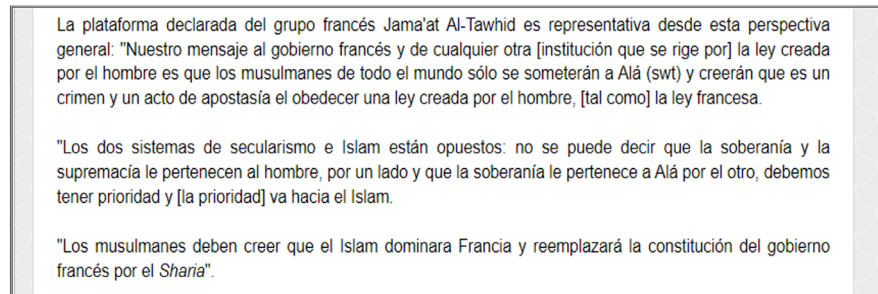 La plataforma declarada del grupo francés Jama'at Al-Tawhid es representativa desde esta perspectiva
general: "Nuestro mensaje al gobierno francés y de cualquier otra [institución que se rige por] la ley creada
por el hombre es que los musulmanes de todo el mundo sólo se someterán a Alá (swt) y creerán que es un
crimen y un acto de apostasía el obedecer una ley creada por el hombre, [tal como] la ley francesa.
"Los dos sistemas de secularismo e Islam están opuestos: no se puede decir que la soberanía y la
supremacía le pertenecen al hombre, por un lado y que la soberanía le pertenece a Alá por el otro, debemos
tener prioridad y [la prioridad] va hacia el Islam.
"Los musulmanes deben creer que el Islam dominara Francia y reemplazará la constitución del gobierno
francés por el Sharia".